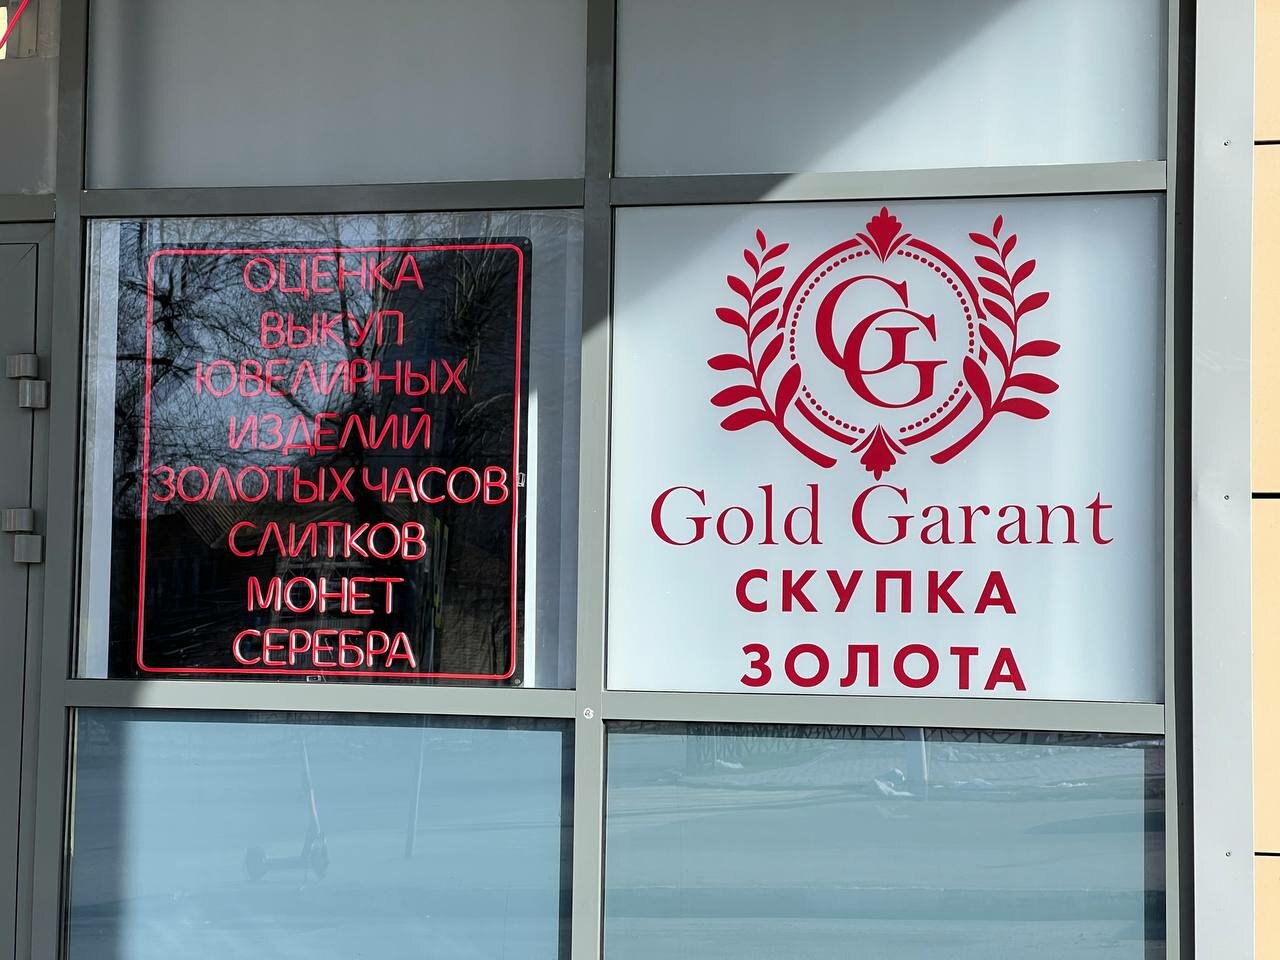 ОЦЕНКА
ВЫКУП
ЮВЕЛИРНЫХ
ИЗДЕЛИЙ
ЗОЛОТЫХ ЧАСОВ
СЛИТКОВ
МОНЕТ
СЕРЕБРА
GG
Gold Garant
СКУПКА
ЗОЛОТА